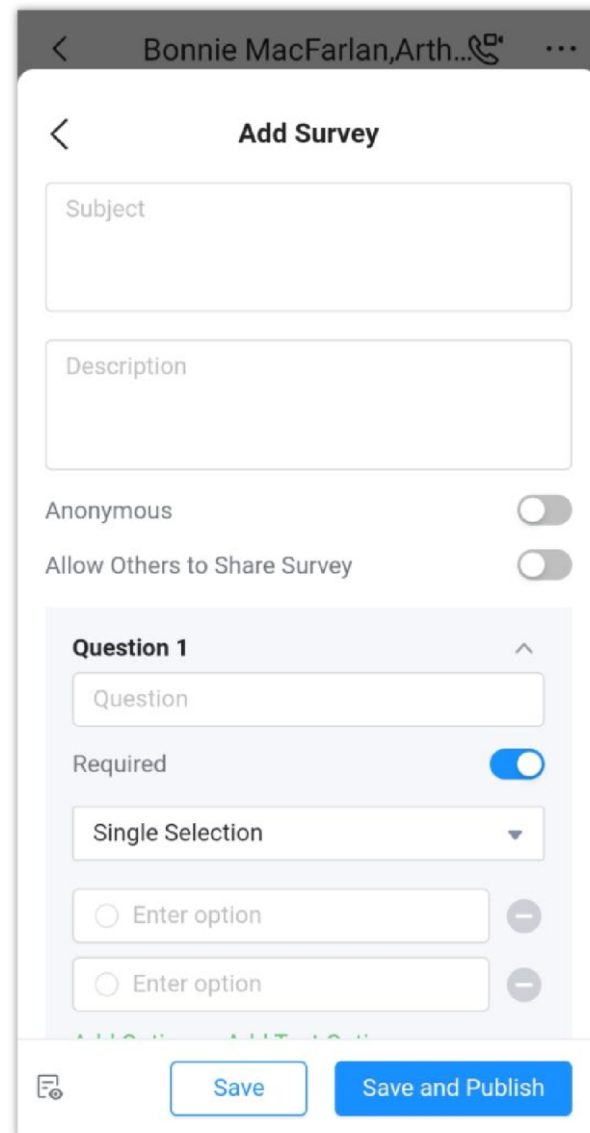 Bonnie MacFarlan,Arth...
Add Survey
Subject
Description
Anonymous
Allow Others to Share Survey
Question 1
Question
Required
Single Selection
Enter option
Enter option
Save
Save and Publish